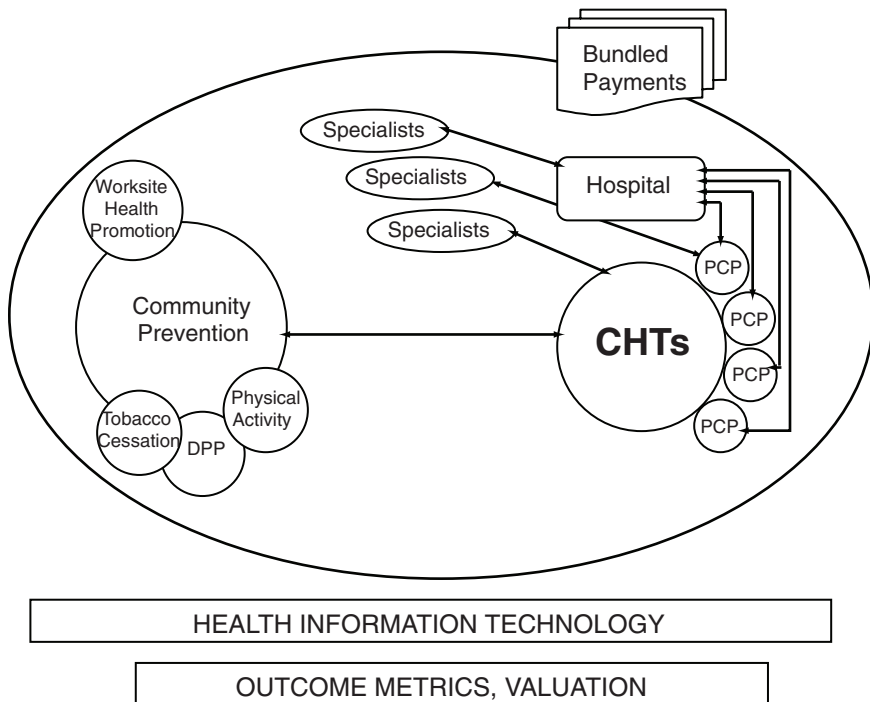 Bundled
Payments
Specialists
Specialists
Specialists
Hospital
Worksite
Health
Promotion
Community
Prevention
Tobacco
Cessation
DPP
Physical
Activity
CHTs
PCP
PCP
PCP
PCP
HEALTH INFORMATION TECHNOLOGY
OUTCOME METRICS, VALUATION